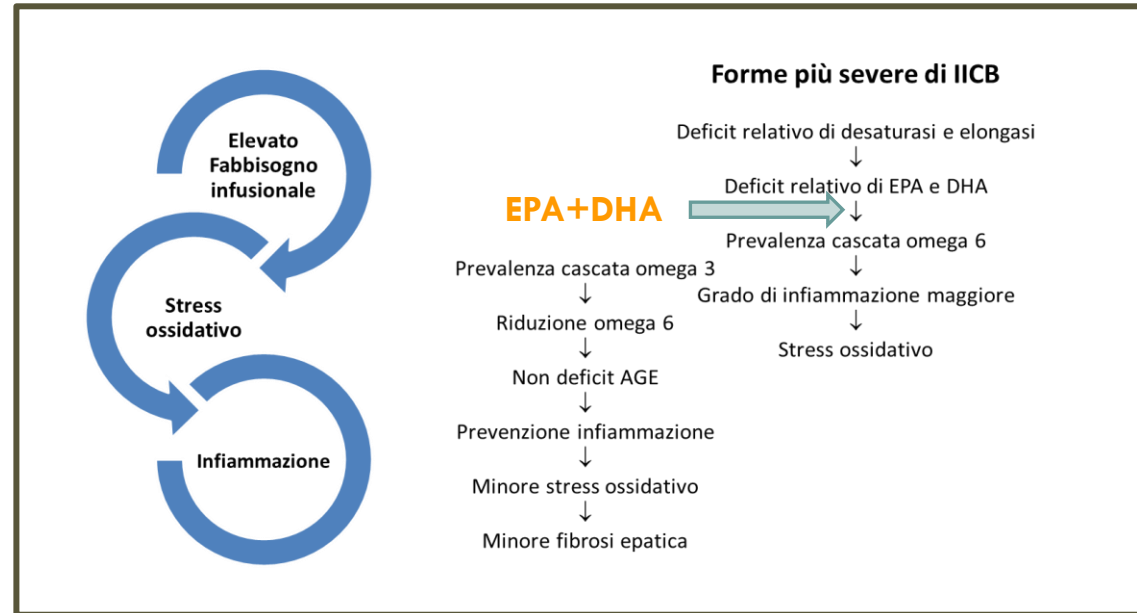 Elevato
Fabbisogno
infusionale
Stress
ossidativo
Infiammazione
EPA+DHA
Prevalenza cascata omega 3
↓
Riduzione omega 6
↓
Non deficit AGE
↓
Prevenzione infiammazione
↓
Minore stress ossidativo
↓
Minore fibrosi epatica
Forme più severe di IICB
Deficit relativo di desaturasi e elongasi
↓
Deficit relativo di EPA e DHA
↓
Prevalenza cascata omega 6
↓
Grado di infiammazione maggiore
↓
Stress ossidativo